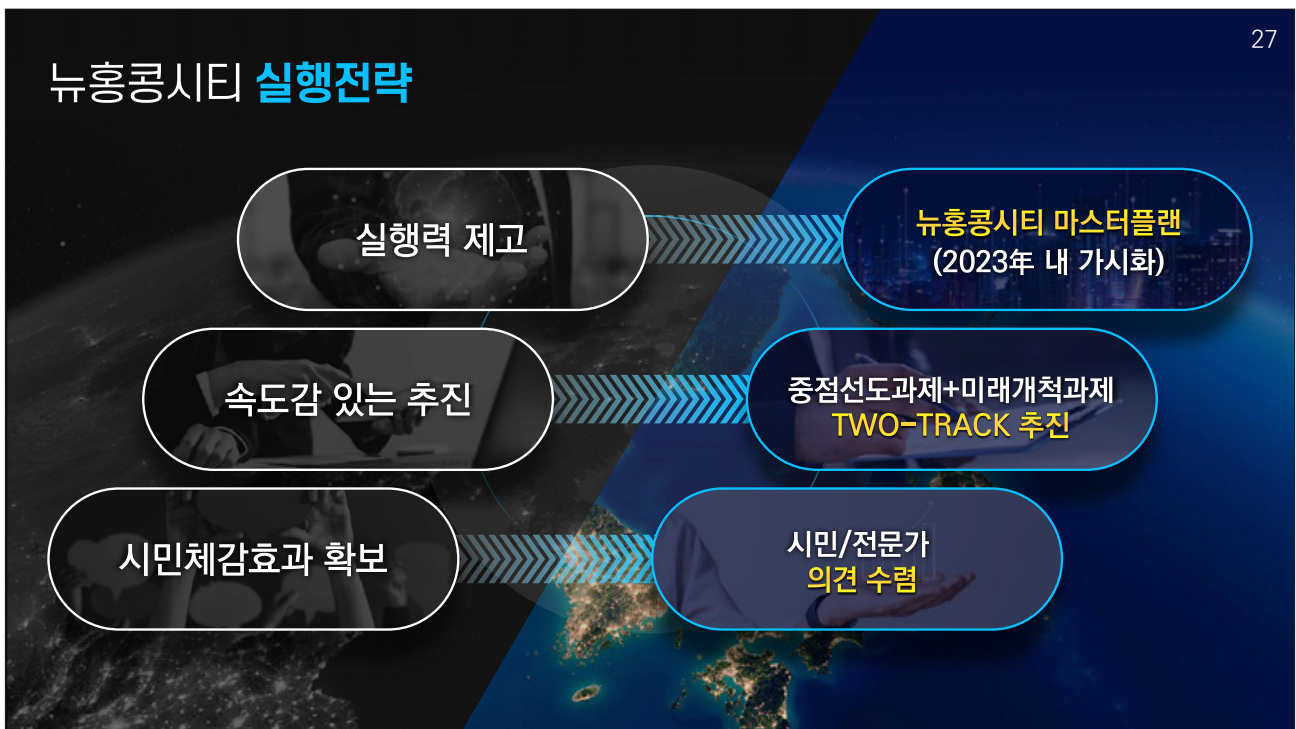 27
뉴홍콩시티 실행전략
실행력 제고
뉴홍콩시티 마스터플랜
(2023年 내 가시화)
속도감 있는 추진
중점선도과제+미래개척과제
TWO-TRACK 추진
시민체감효과 확보
시민/전문가
의견 수렴